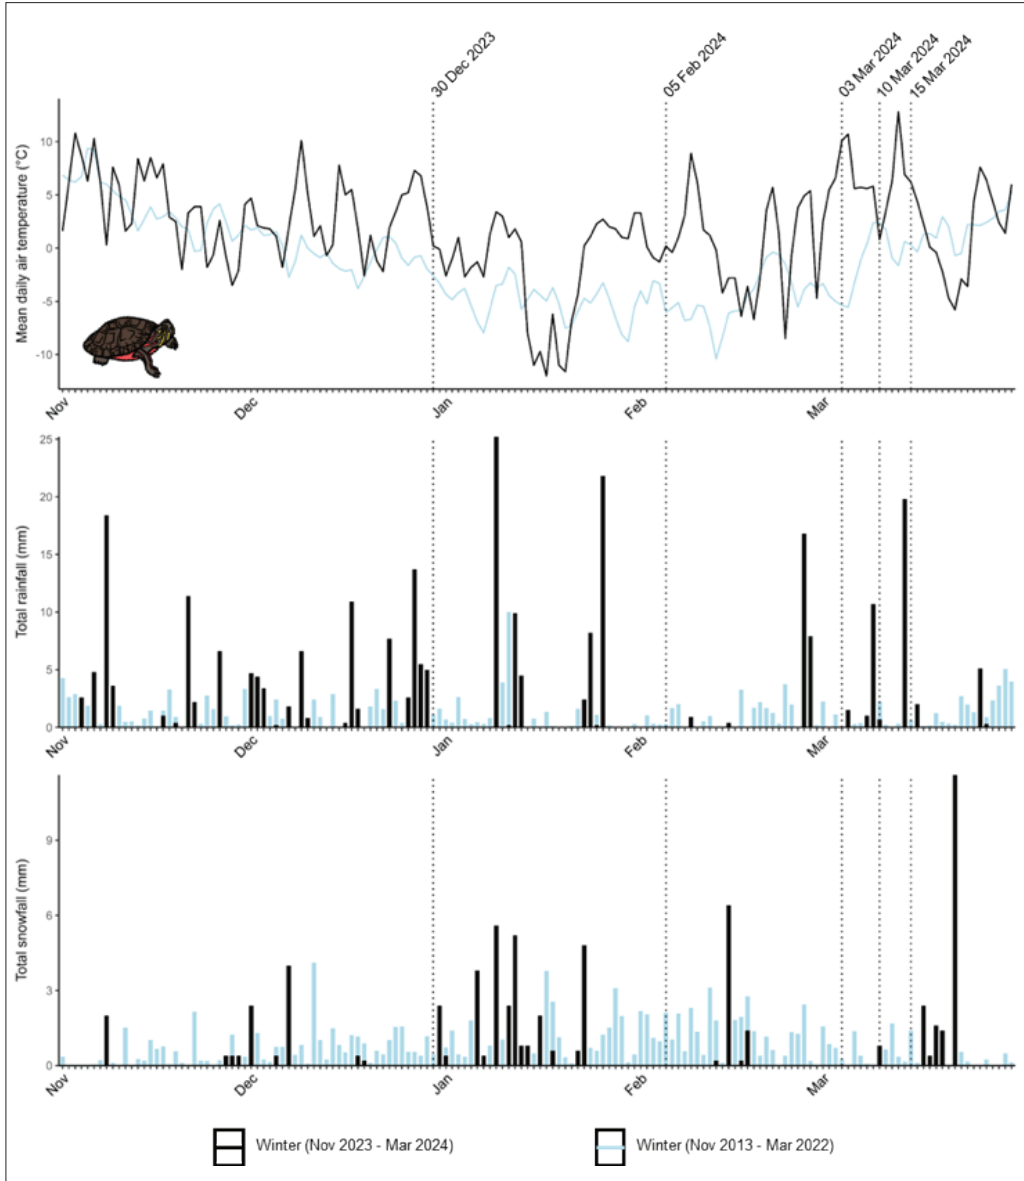 30 Dec 2023
05 Feb 2024
03 Mar 2024
10 Mar 2024
15 Mar 2024
Mean daily air temperature (°C)
10
5
0
-5
-10
Nov
Dec
Jan
Feb
Mar
Total rainfall (mm)
25
20
15
10
5
0
Nov
Dec
Jan
Feb
Mar
Total snowfall (mm)
9
6
3
0
Nov
Dec
Jan
Feb
Mar
Winter (Nov 2023 - Mar 2024)
Winter (Nov 2013 - Mar 2022)